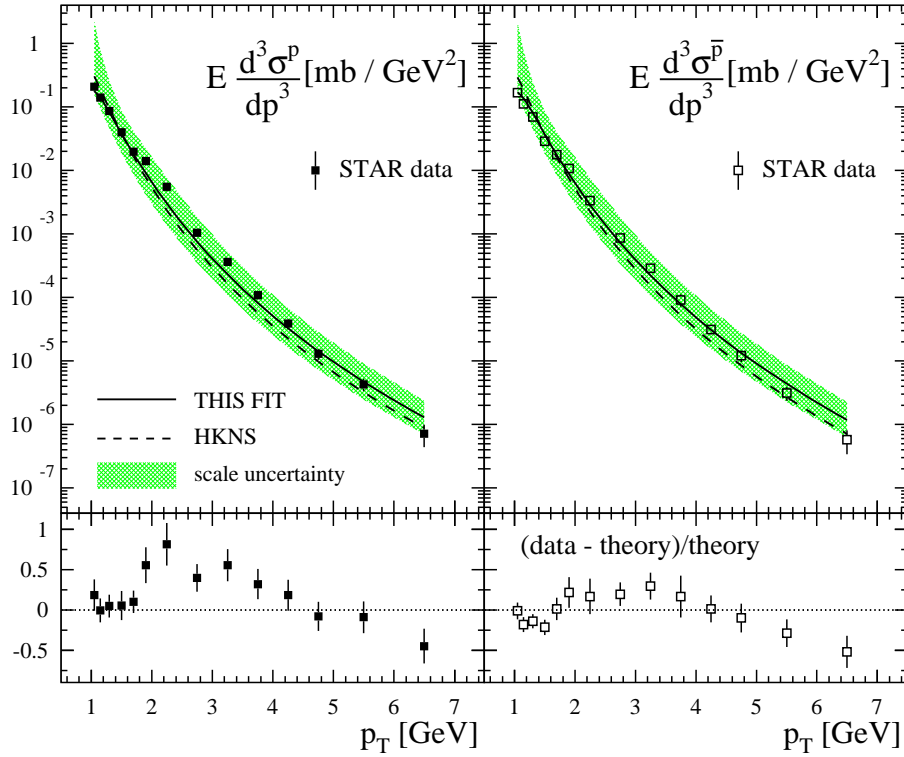 E d³σᵖ/dp³ [mb / GeV²]
STAR data
THIS FIT
HKNS
scale uncertainty
1
10⁻¹
10⁻²
10⁻³
10⁻⁴
10⁻⁵
10⁻⁶
10⁻⁷
E d³σᵖ̅/dp³ [mb / GeV²]
STAR data
1
0.5
0
-0.5
(data - theory)/theory
1 2 3 4 5 6 7
p_T [GeV]
1 2 3 4 5 6 7
p_T [GeV]